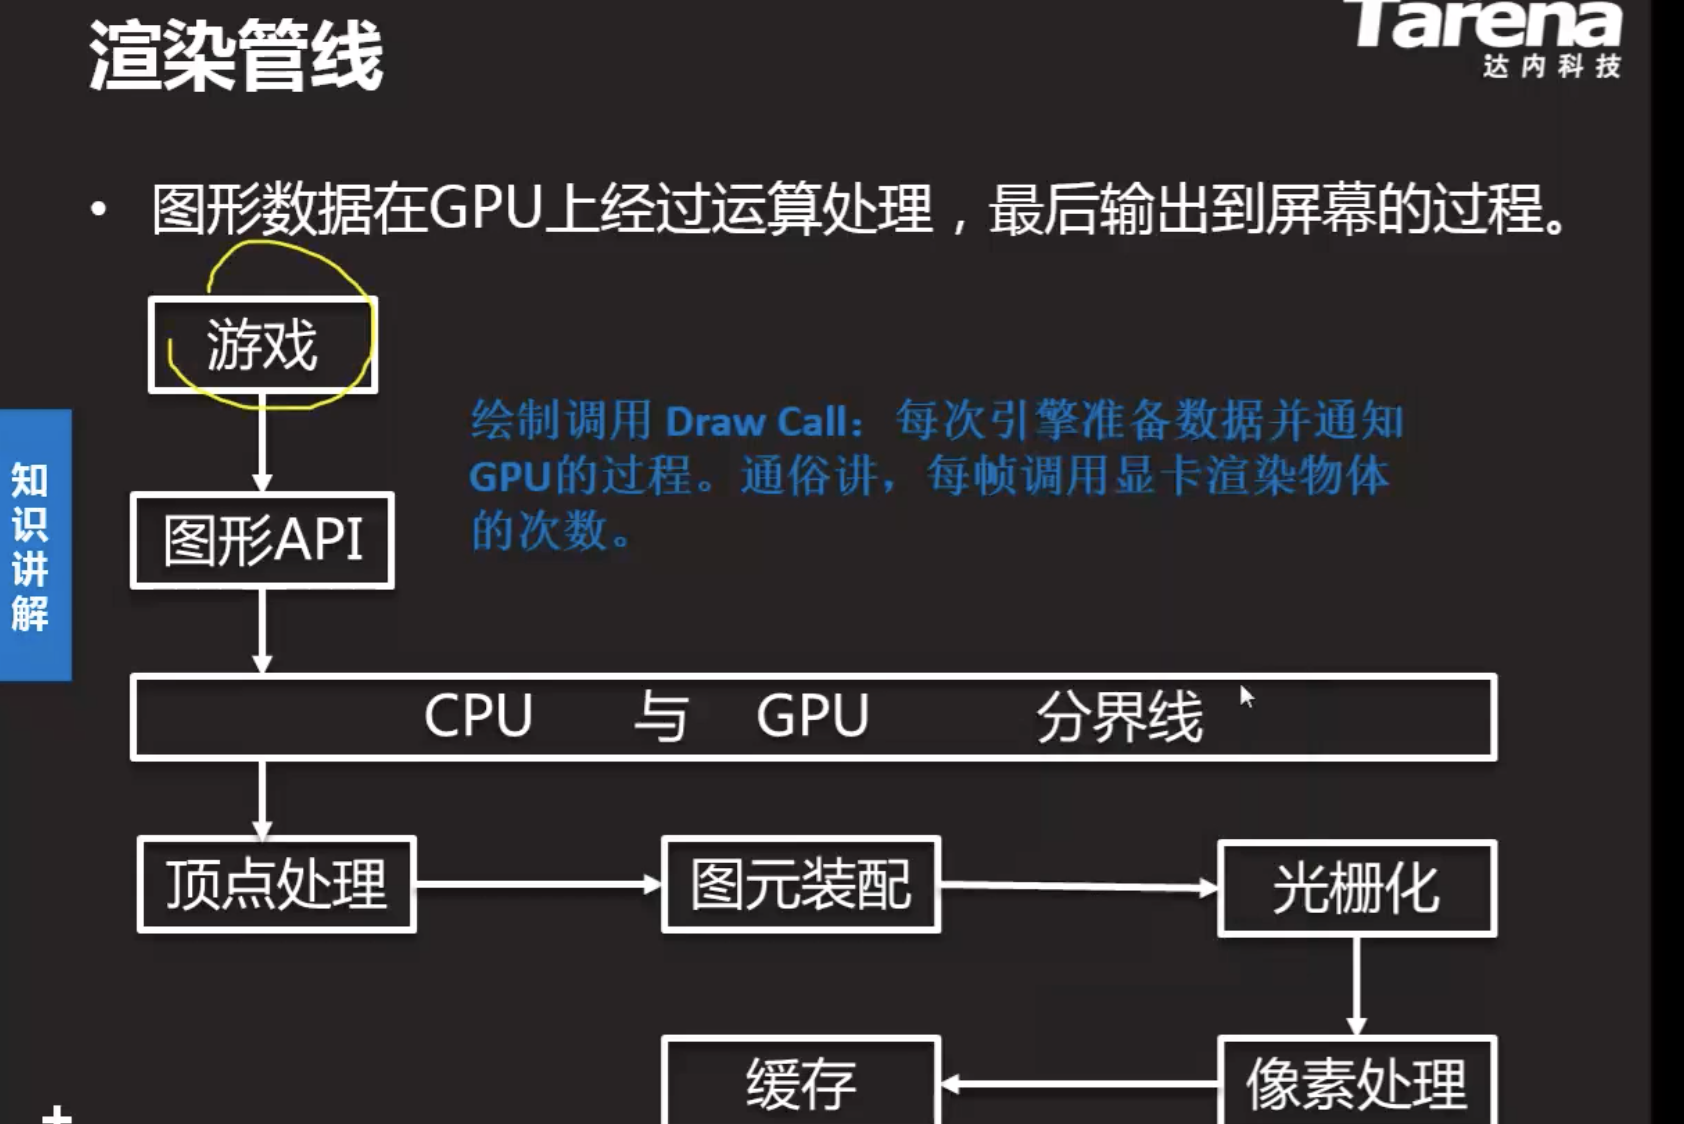 渲染管线
Tarena
达内科技
• 图形数据在GPU上经过运算处理，最后输出到屏幕的过程。
游戏
绘制调用 Draw Call：每次引擎准备数据并通知
GPU的过程。通俗讲，每帧调用显卡渲染物体
的次数。
知识讲解
图形API
CPU 与 GPU 分界线
顶点处理
图元装配
光栅化
缓存
像素处理
+